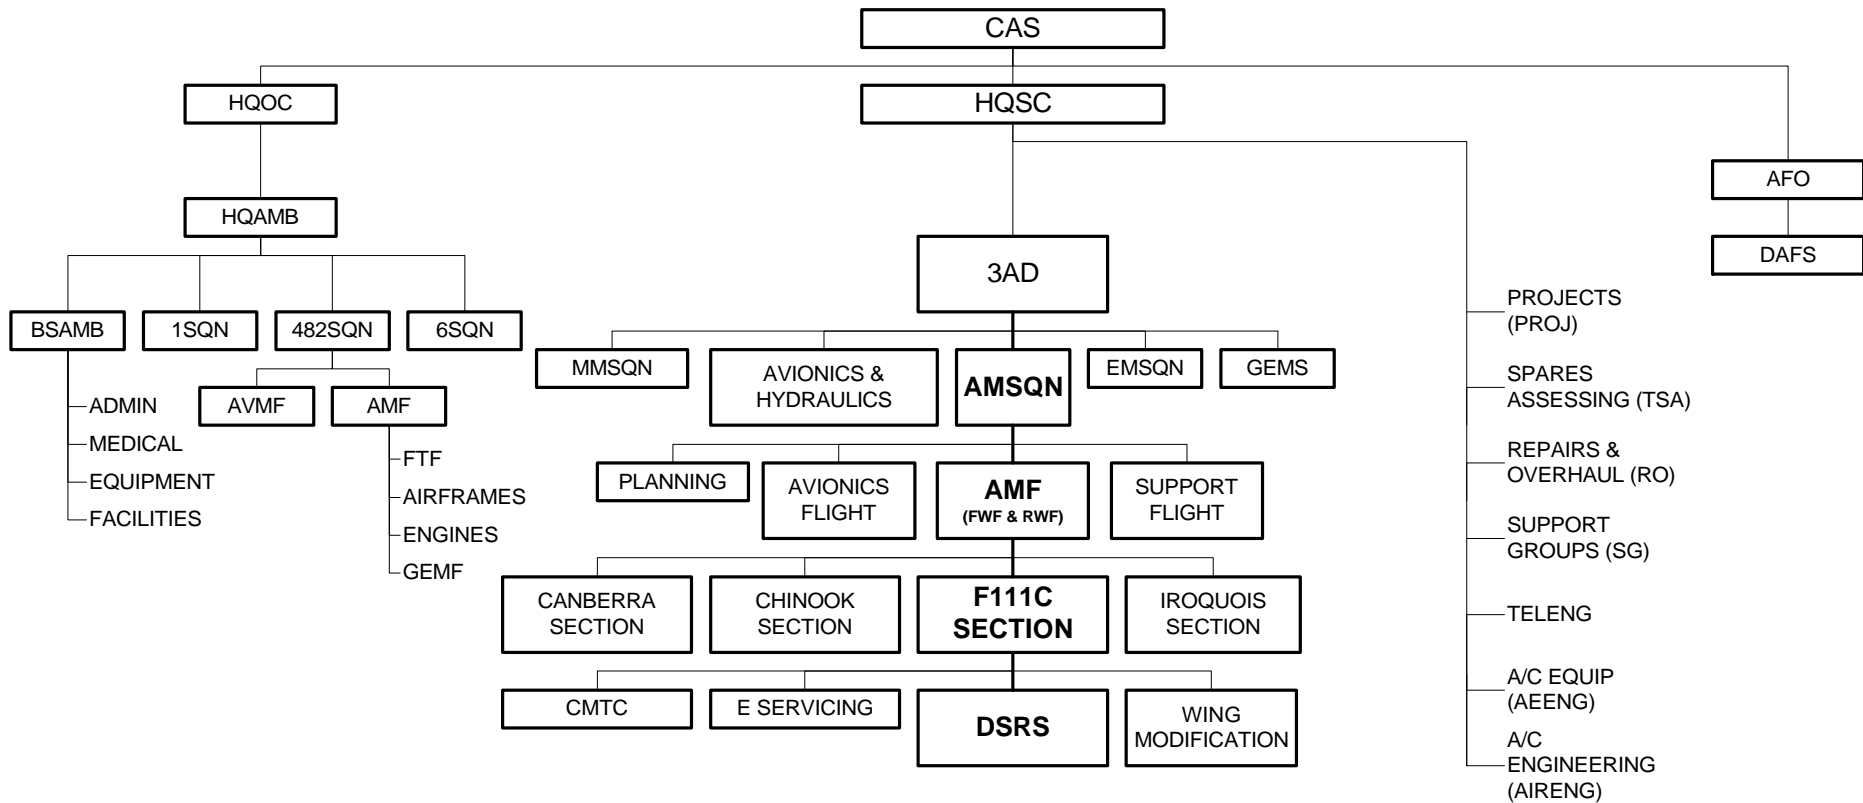 CAS
HQOC
HQSC
AFO
HQAMB
DAFS
3AD
BSAMB
1SQN
482SQN
6SQN
MMSQN
AVIONICS &
HYDRAULICS
AMSQN
EMSQN
GEMS
AVMF
AMF
ADMIN
MEDICAL
EQUIPMENT
FACILITIES
FTF
AIRFRAMES
ENGINES
GEMF
PLANNING
AVIONICS
FLIGHT
AMF
(FWF & RWF)
SUPPORT
FLIGHT
CANBERRA
SECTION
CHINOOK
SECTION
F111C
SECTION
IROQUOIS
SECTION
CMTC
E SERVICING
DSRS
WING
MODIFICATION
PROJECTS
(PROJ)
SPARES
ASSESSING (TSA)
REPAIRS &
OVERHAUL (RO)
SUPPORT
GROUPS (SG)
TELENG
A/C EQUIP
(AEENG)
A/C
ENGINEERING
(AIRENG)